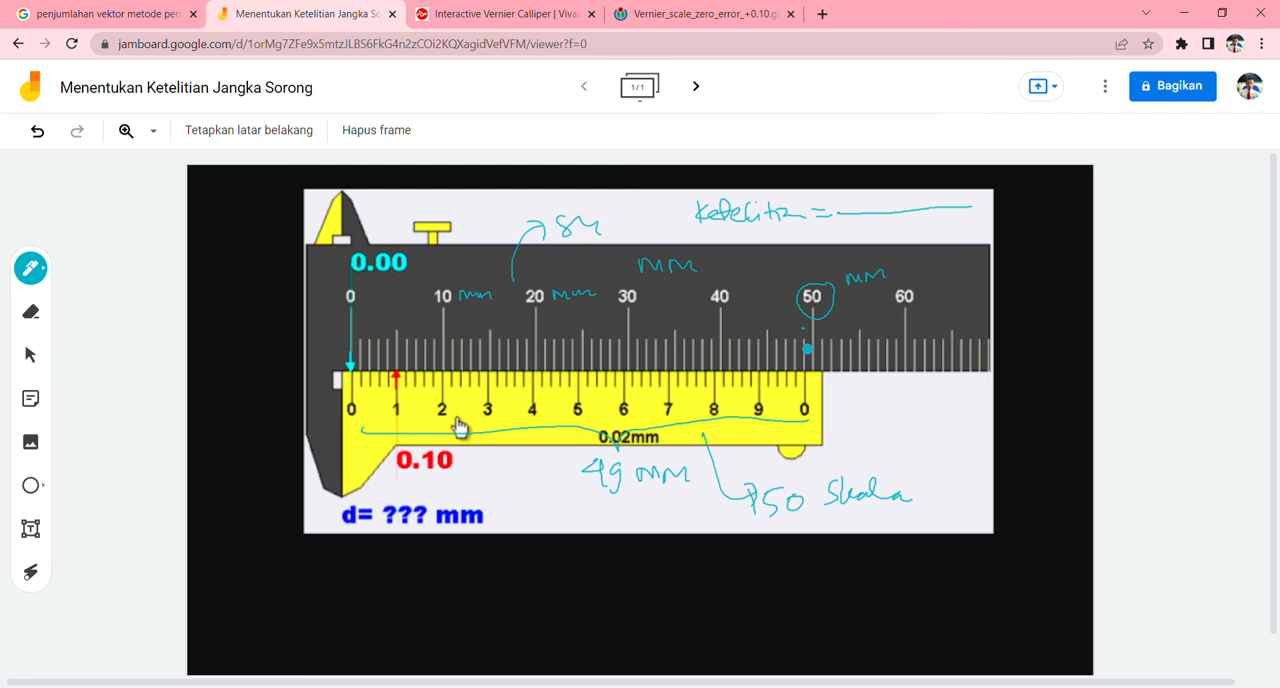 penjumlahan vektor metode pen
Menentukan Ketelitian Jangka So
Interactive Vernier Calliper | Viva
Vernier_scale_zero_error_+0.10.g
jamboard.google.com/d/1orMg7ZFe9x5mtzJLBS6FkG4n2zCOi2KQXagidVefVFM/viewer?f=0
Menentukan Ketelitian Jangka Sorong
1/1
Bagikan
Tetapkan latar belakang
Hapus frame
Ketelitian =
SU
0.00
mm
mm
0 10 mm 20 mm 30 40 50 60
0 1 2 3 4 5 6 7 8 9 0
0.02mm
0.10
49 mm
50 Skala
d= ??? mm